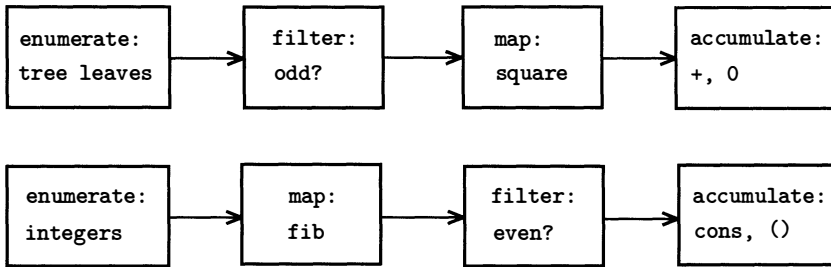 enumerate:
tree leaves
filter:
odd?
map:
square
accumulate:
+, 0
enumerate:
integers
map:
fib
filter:
even?
accumulate:
cons, ()